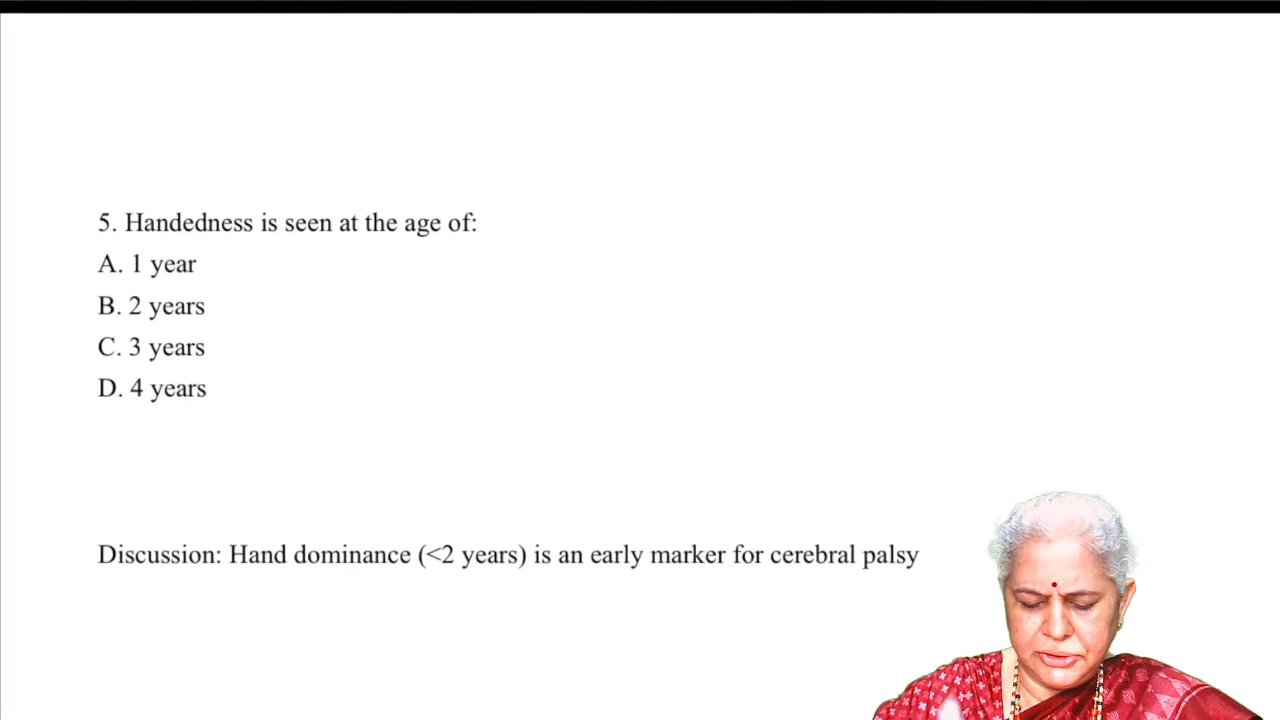 5. Handedness is seen at the age of:
A. 1 year
B. 2 years
C. 3 years
D. 4 years
Discussion: Hand dominance (<2 years) is an early marker for cerebral palsy